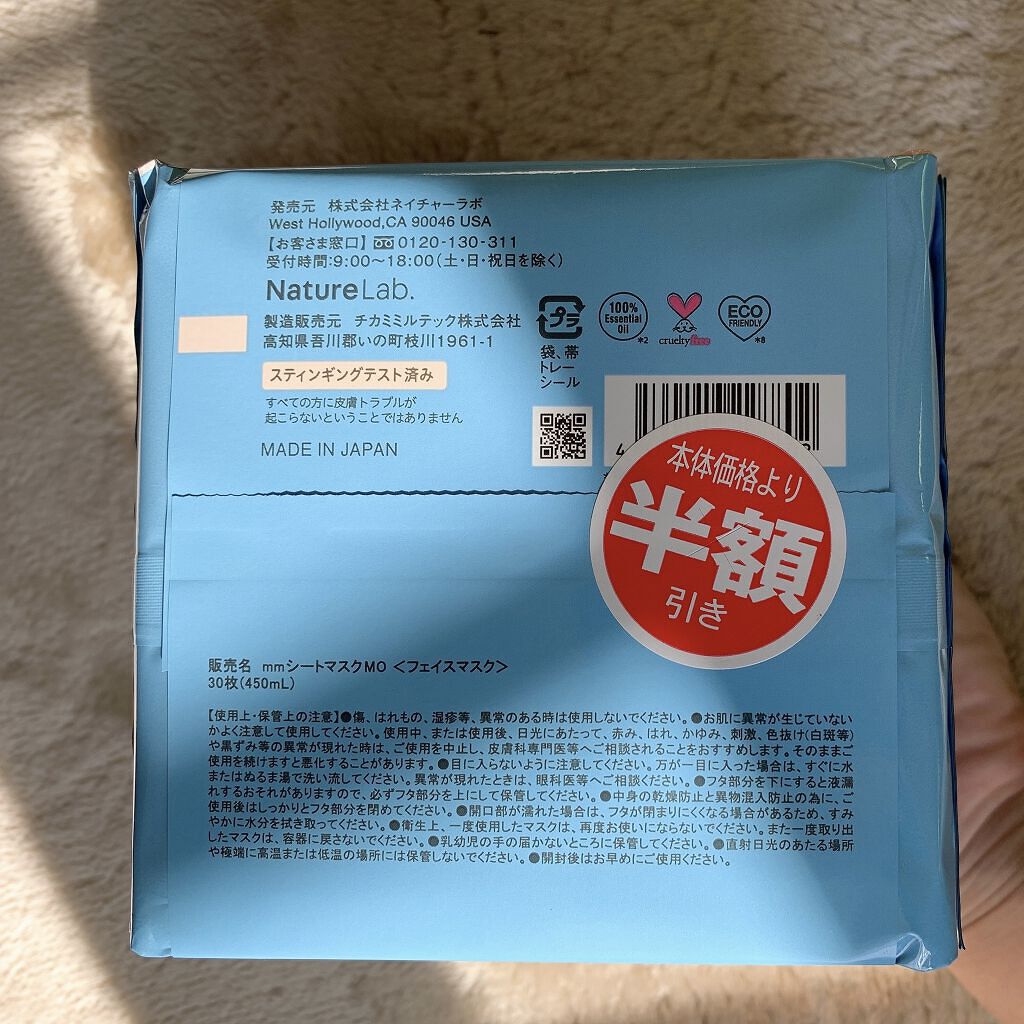 発売元 株式会社ネイチャーラボ
West Hollywood,CA 90046 USA
【お客さま窓口】 0120-130-311
受付時間:9:00〜18:00(土・日・祝日を除く)
NatureLab.
製造販売元 チカミミルテック株式会社
高知県吾川郡いの町枝川1961-1
スティンギングテスト済み
すべての方に皮膚トラブルが
起こらないということではありません
MADE IN JAPAN
プラ
袋、帯
トレー
シール
100%
Essential
Oil
*2
crueltyfree
ECO
FRIENDLY
*8
4
本体価格より
半額
引き
販売名 mmシートマスクMO <フェイスマスク>
30枚(450mL)
【使用上・保管上の注意】●傷、はれもの、湿疹等、異常のある時は使用しないでください。●お肌に異常が生じていない
かよく注意して使用してください。使用中、または使用後、日光にあたって、赤み、はれ、かゆみ、刺激、色抜け(白斑等)
や黒ずみ等の異常が現れた時は、ご使用を中止し、皮膚科専門医等へご相談されることをおすすめします。そのままご
使用を続けますと悪化することがあります。●目に入らないように注意してください。万が一目に入った場合は、すぐに水
またはぬるま湯で洗い流してください。異常が現れたときは、眼科医等へご相談ください。●フタ部分を下にすると液漏
れするおそれがありますので、必ずフタ部分を上にして保管してください。●中身の乾燥防止と異物混入防止の為に、ご
使用後はしっかりとフタ部分を閉めてください。●開口部が濡れた場合は、フタが閉まりにくくなる場合があるため、すみ
やかに水分を拭き取ってください。●衛生上、一度使用したマスクは、再度お使いにならないでください。また一度取り出
したマスクは、容器に戻さないでください。●乳幼児の手の届かないところに保管してください。●直射日光のあたる場所
や極端に高温または低温の場所には保管しないでください。●開封後はお早めにご使用ください。